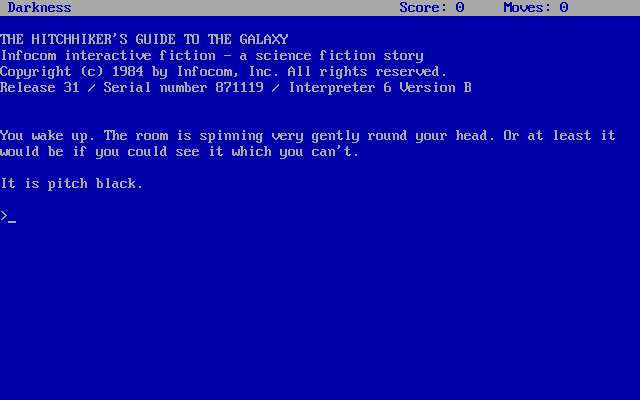 Darkness Score: 0 Moves: 0
THE HITCHHIKER'S GUIDE TO THE GALAXY
Infocom interactive fiction - a science fiction story
Copyright (c) 1984 by Infocom, Inc. All rights reserved.
Release 31 / Serial number 871119 / Interpreter 6 Version B
You wake up. The room is spinning very gently round your head. Or at least it
would be if you could see it which you can't.
It is pitch black.
>_